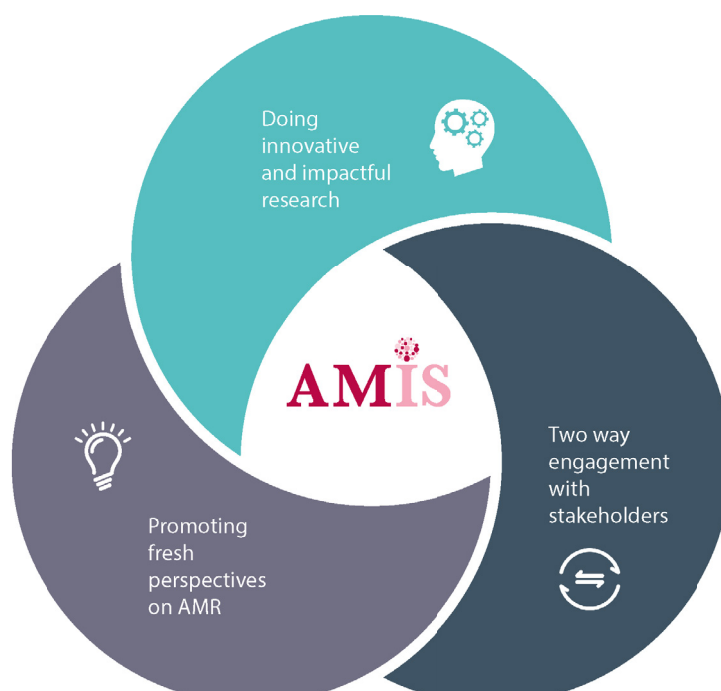 Doing
innovative
and impactful
research
AMIS
Two way
engagement
with
stakeholders
Promoting
fresh
perspectives
on AMR